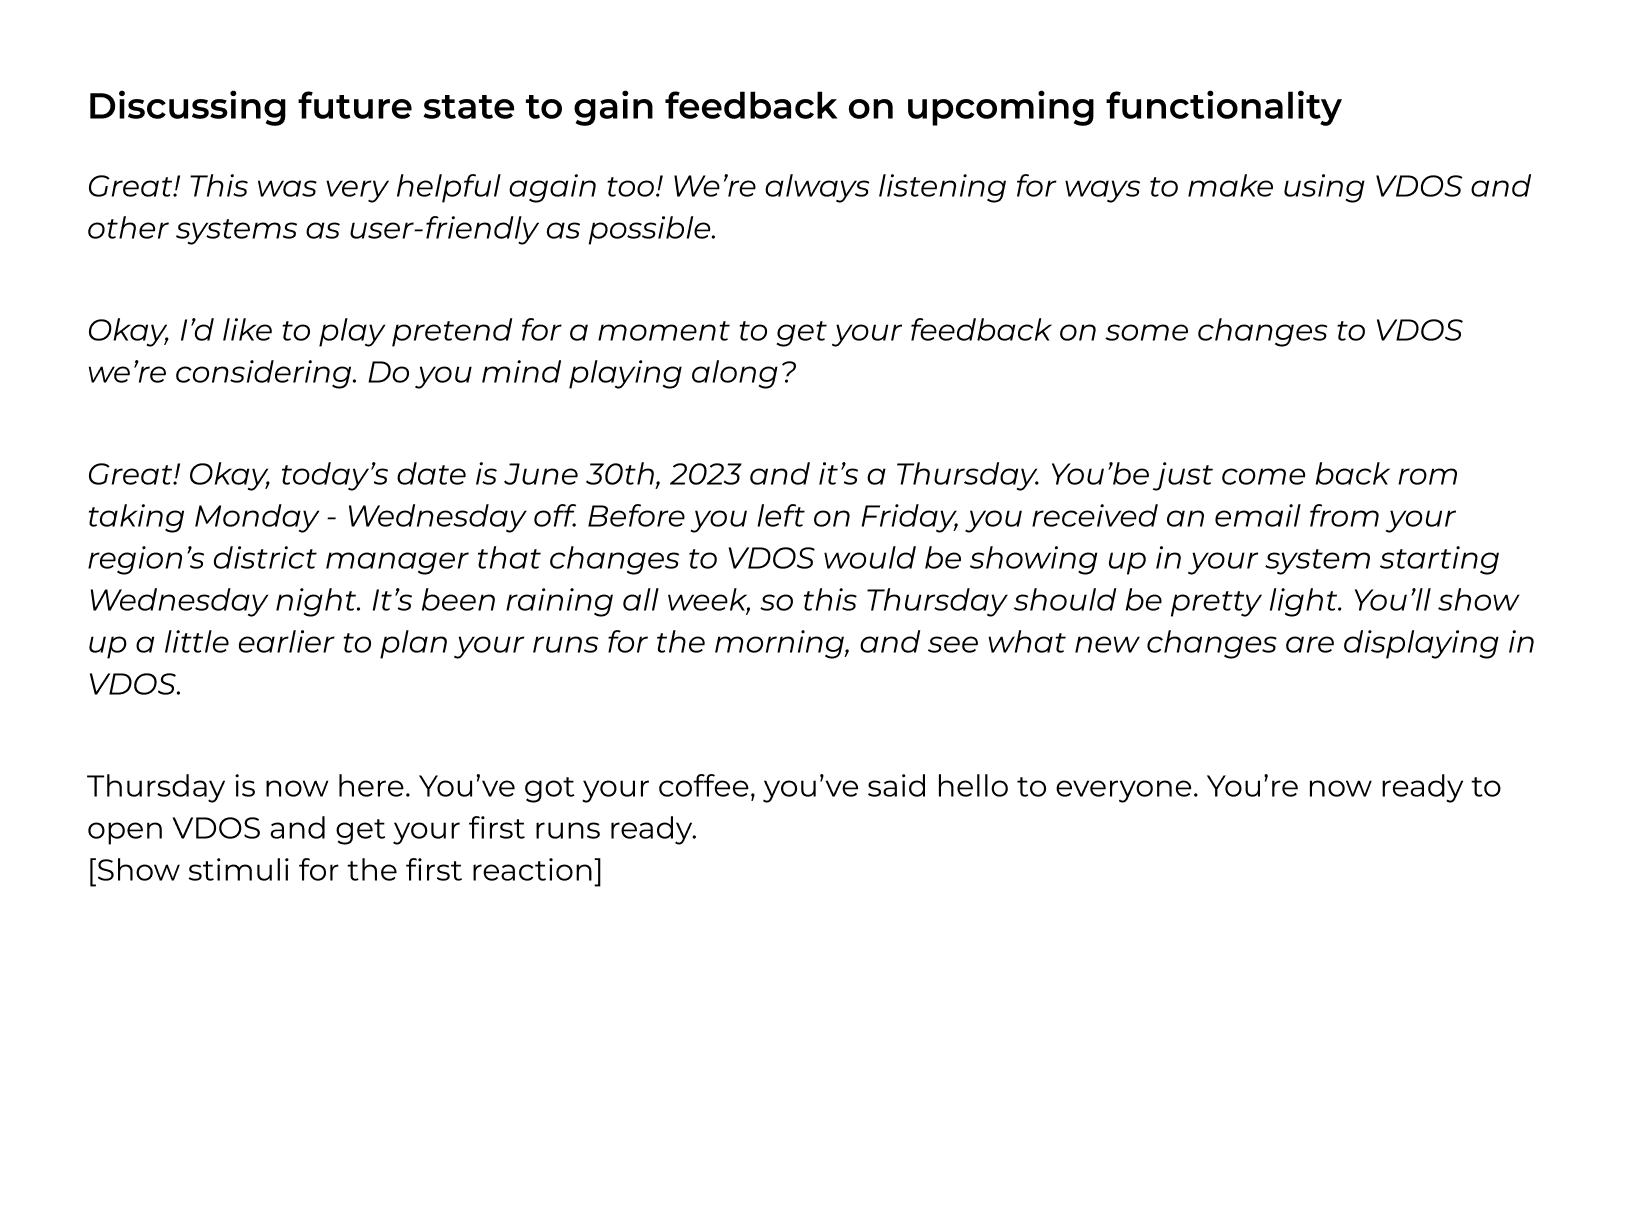 Discussing future state to gain feedback on upcoming functionality
Great! This was very helpful again too! We’re always listening for ways to make using VDOS and
other systems as user-friendly as possible.
Okay, I’d like to play pretend for a moment to get your feedback on some changes to VDOS
we’re considering. Do you mind playing along?
Great! Okay, today’s date is June 30th, 2023 and it’s a Thursday. You’be just come back rom
taking Monday - Wednesday off. Before you left on Friday, you received an email from your
region’s district manager that changes to VDOS would be showing up in your system starting
Wednesday night. It’s been raining all week, so this Thursday should be pretty light. You’ll show
up a little earlier to plan your runs for the morning, and see what new changes are displaying in
VDOS.
Thursday is now here. You’ve got your coffee, you’ve said hello to everyone. You’re now ready to
open VDOS and get your first runs ready.
[Show stimuli for the first reaction]